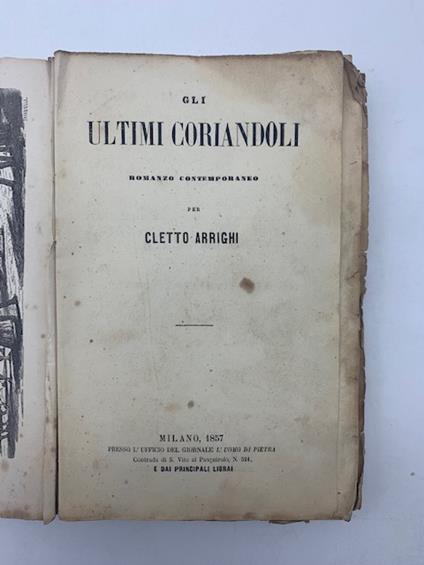 GLI
ULTIMI CORIANDOLI
ROMANZO CONTEMPORANEO
PER
CLETTO ARRIGHI
MILANO, 1857
PRESSO L'UFFICIO DEL GIORNALE L'UOMO DI PIETRA
Contrada di S. Vito al Pasquirolo, N. 524,
E DAI PRINCIPALI LIBRAI